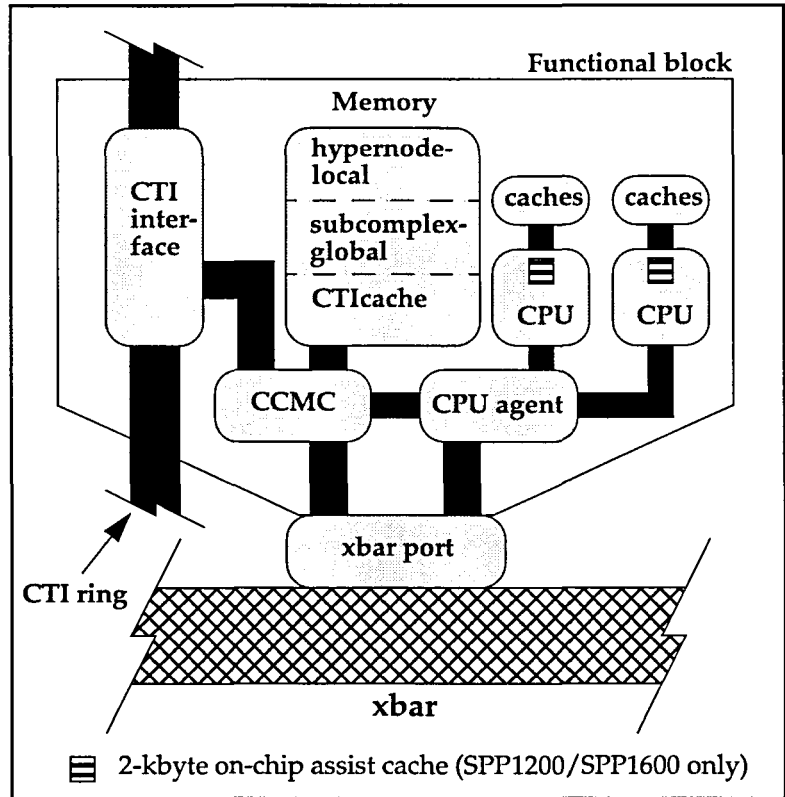 Functional block
Memory
CTI
inter-
face
hypernode-
local
subcomplex-
global
CTIcache
caches
caches
CPU
CPU
CCMC
CPU agent
xbar port
CTI ring
xbar
2-kbyte on-chip assist cache (SPP1200/SPP1600 only)